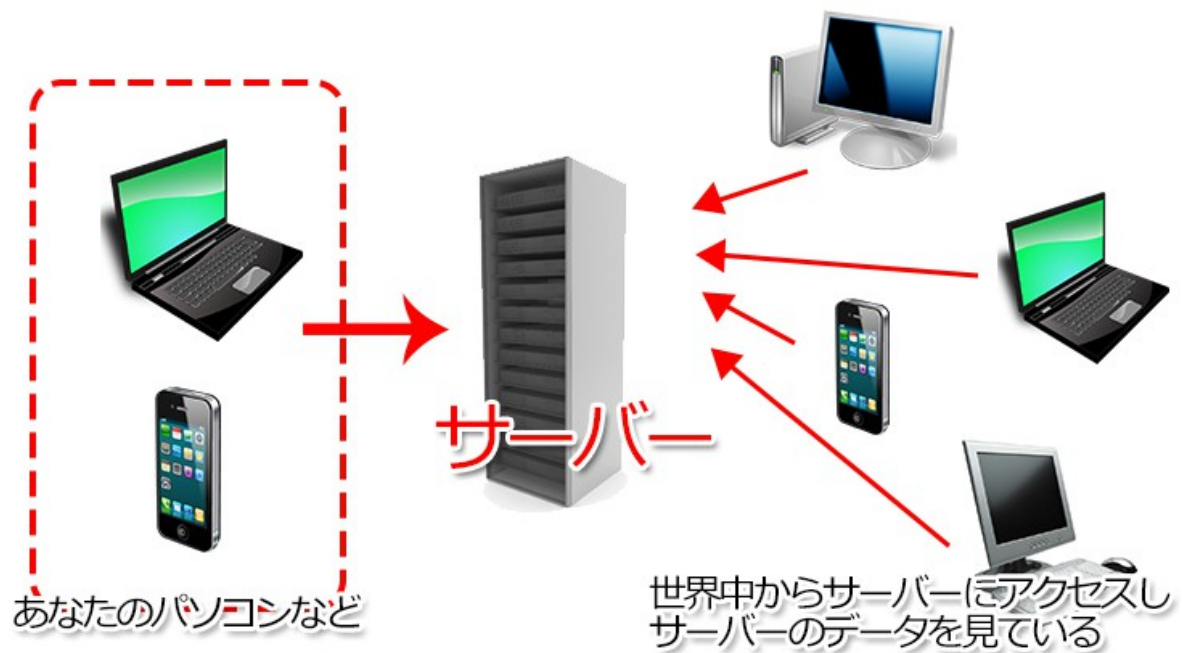 サーバー
あなたのパソコンなど
世界中からサーバーにアクセスし
サーバーのデータを見ている